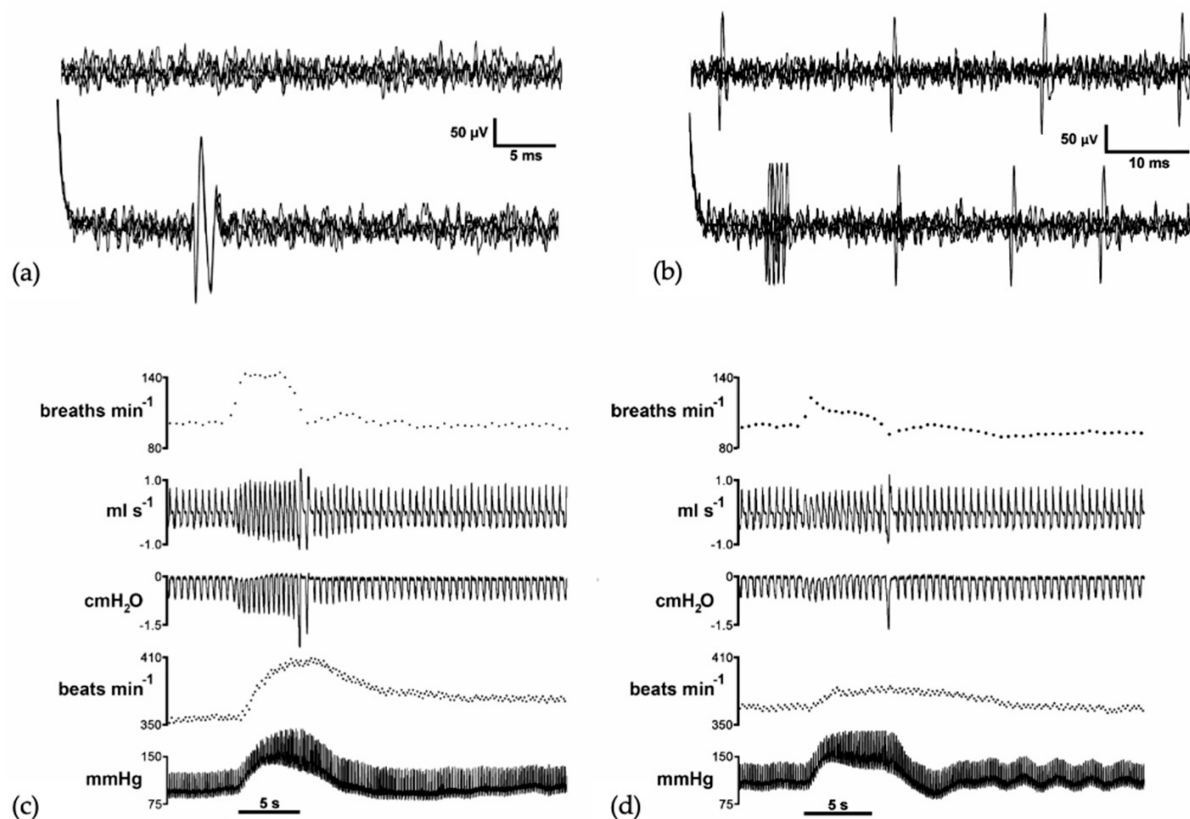 50 µV
5 ms
(a)
50 µV
10 ms
(b)
140
breaths min-1
80
1.0
ml s-1
-1.0
0
cmH2O
-1.5
410
beats min-1
350
150
mmHg
75
5 s
(c)
140
breaths min-1
80
1.0
ml s-1
-1.0
0
cmH2O
-1.5
410
beats min-1
350
150
mmHg
75
5 s
(d)